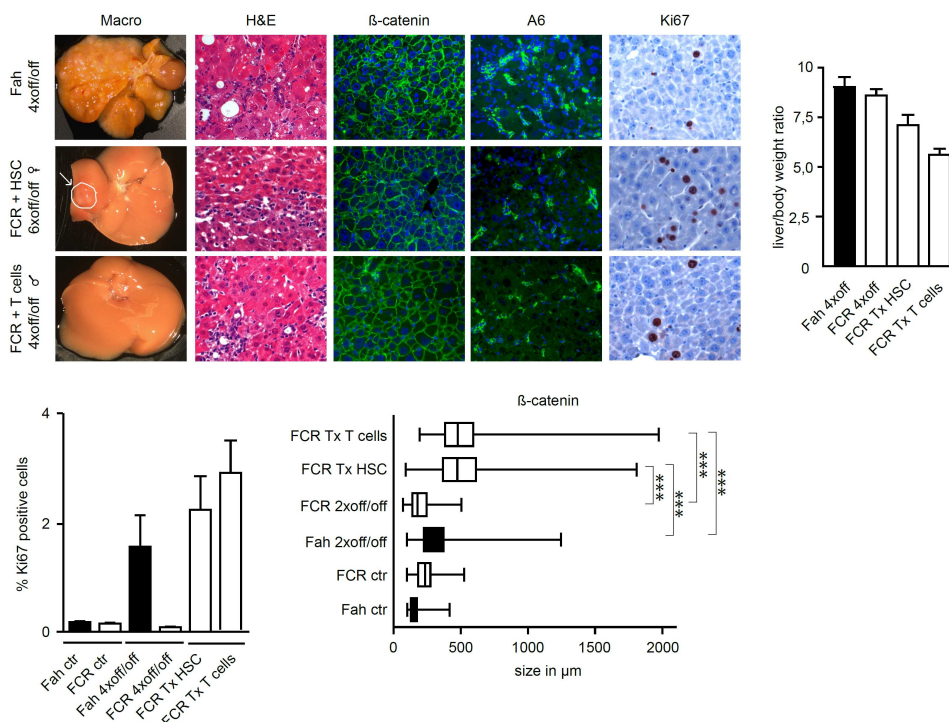 Macro H&E ß-catenin A6 Ki67
Fah
4xoff/off
FCR + HSC
6xoff/off ♀
FCR + T cells
4xoff/off ♂
liver/body weight ratio
10
7,5
5
2,5
0
Fah 4xoff
FCR 4xoff
FCR Tx HSC
FCR Tx T cells
% Ki67 positive cells
4
2
0
Fah ctr
FCR ctr
Fah 4xoff/off
FCR 4xoff/off
FCR Tx HSC
FCR Tx T cells
ß-catenin
FCR Tx T cells
FCR Tx HSC
FCR 2xoff/off
Fah 2xoff/off
FCR ctr
Fah ctr
***
***
***
***
0 500 1000 1500 2000
size in µm